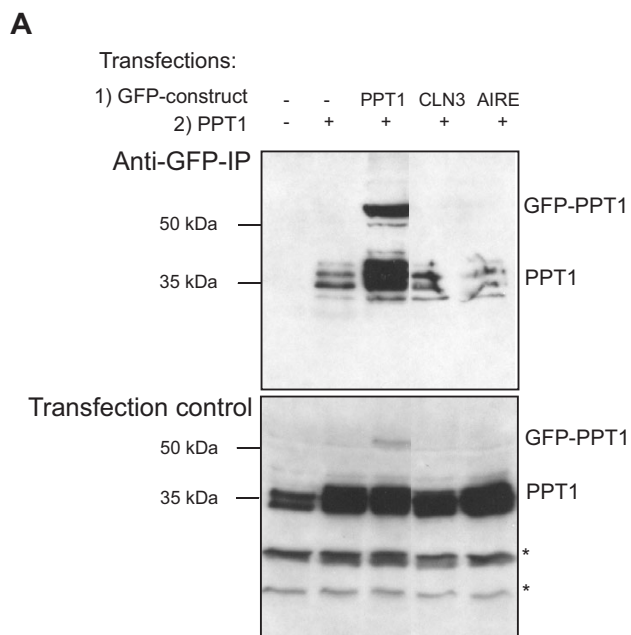 A
Transfections:
1) GFP-construct - - PPT1 CLN3 AIRE
2) PPT1 - + + + +
Anti-GFP-IP
GFP-PPT1
50 kDa
35 kDa
PPT1
Transfection control
GFP-PPT1
50 kDa
35 kDa
PPT1
*
*